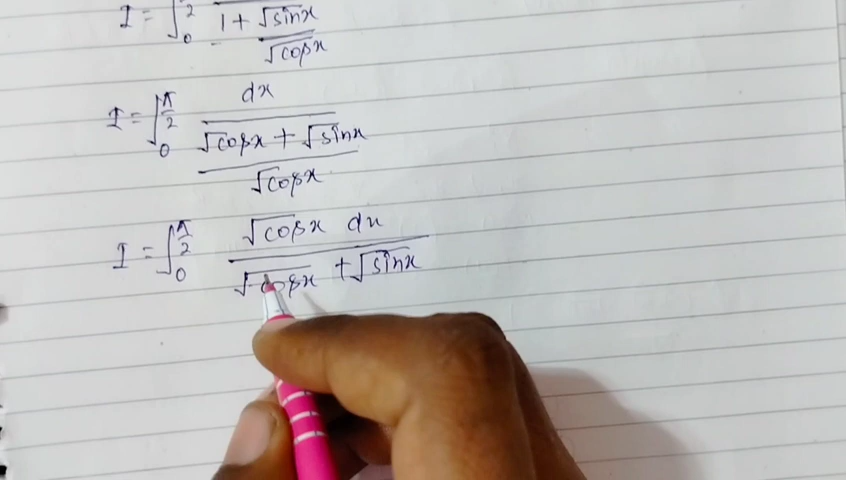 I = ∫₀^2 1 + √sinx / √cosx
I = ∫₀^{π/2} dx / ((√cosx + √sinx) / √cosx)
I = ∫₀^{π/2} √cosx dx / (√cosx + √sinx)